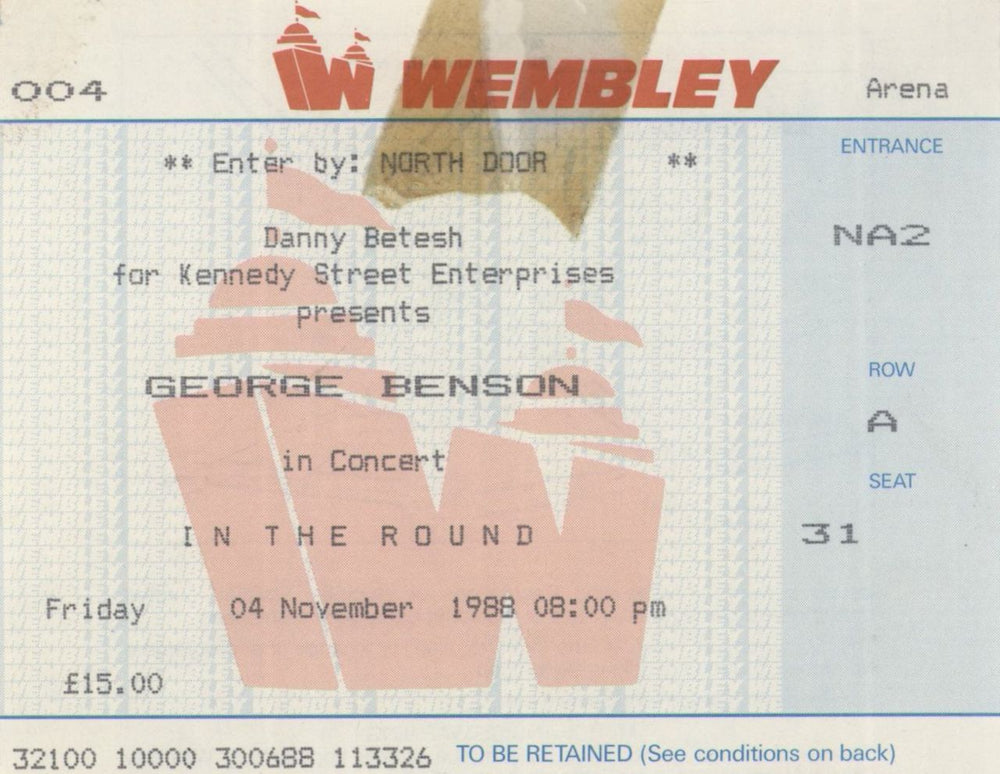 004 WEMBLEY Arena
** Enter by: NORTH DOOR **
ENTRANCE
NA2
Danny Betesh
for Kennedy Street Enterprises
presents
GEORGE BENSON
ROW
A
in Concert
SEAT
31
IN THE ROUND
Friday 04 November 1988 08:00 pm
£15.00
32100 10000 300688 113326 TO BE RETAINED (See conditions on back)